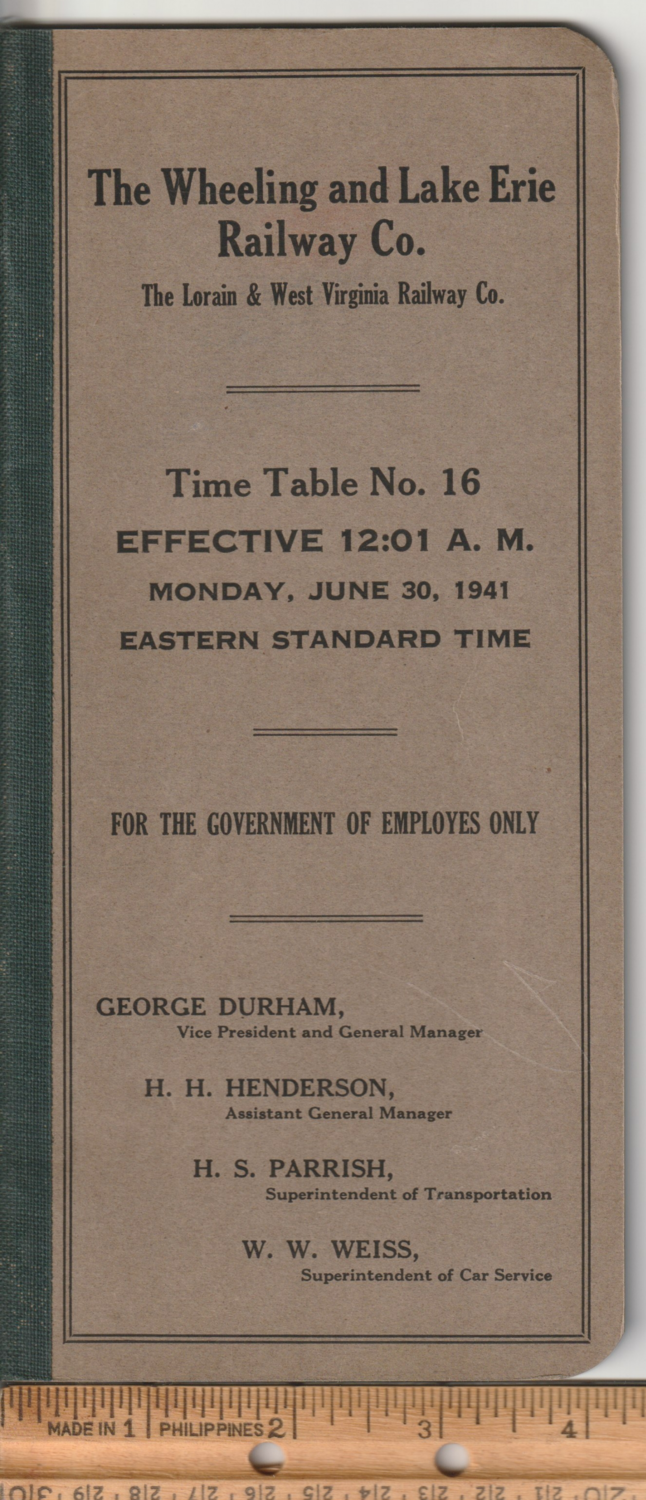 The Wheeling and Lake Erie
Railway Co.
The Lorain & West Virginia Railway Co.
Time Table No. 16
EFFECTIVE 12:01 A. M.
MONDAY, JUNE 30, 1941
EASTERN STANDARD TIME
FOR THE GOVERNMENT OF EMPLOYES ONLY
GEORGE DURHAM,
Vice President and General Manager
H. H. HENDERSON,
Assistant General Manager
H. S. PARRISH,
Superintendent of Transportation
W. W. WEISS,
Superintendent of Car Service
MADE IN 1 PHILIPPINES 2 3 4